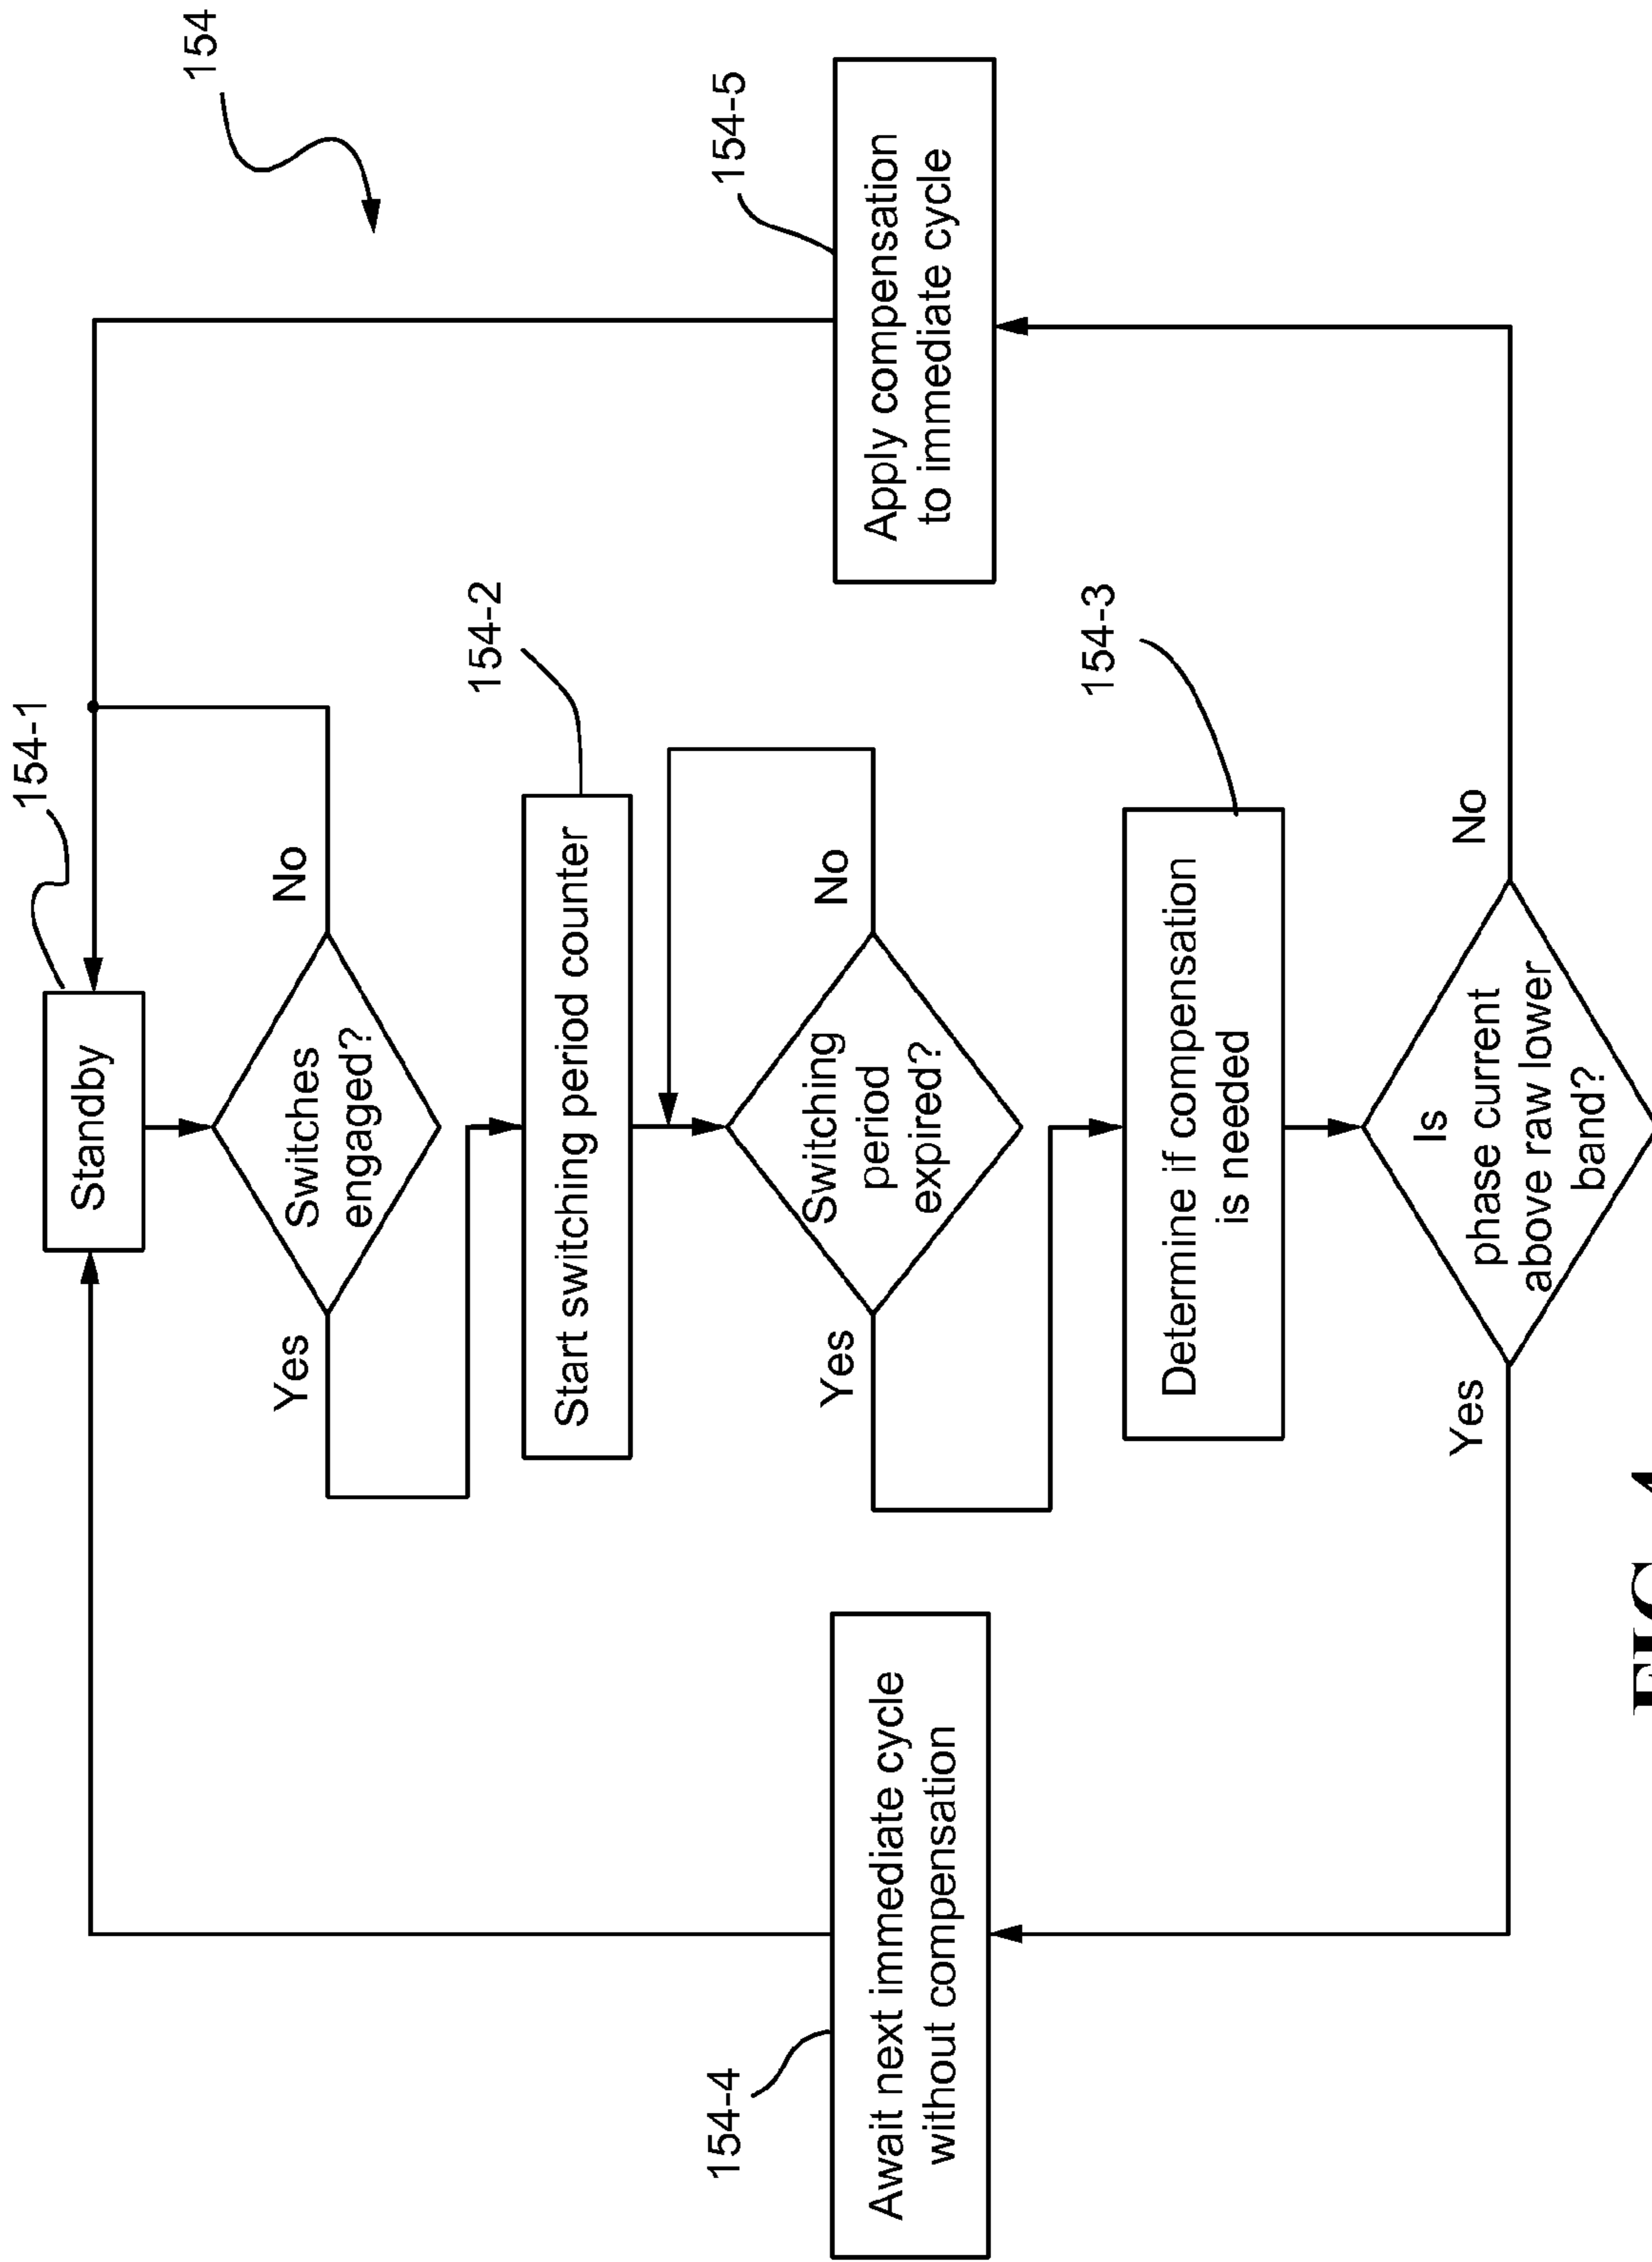 154
154-1
Standby
Switches
engaged?
Yes
No
154-2
Start switching period counter
Switching
period
expired?
Yes
No
154-3
Determine if compensation
is needed
Is
phase current
above raw lower
band?
Yes
No
154-4
Await next immediate cycle
without compensation
154-5
Apply compensation
to immediate cycle